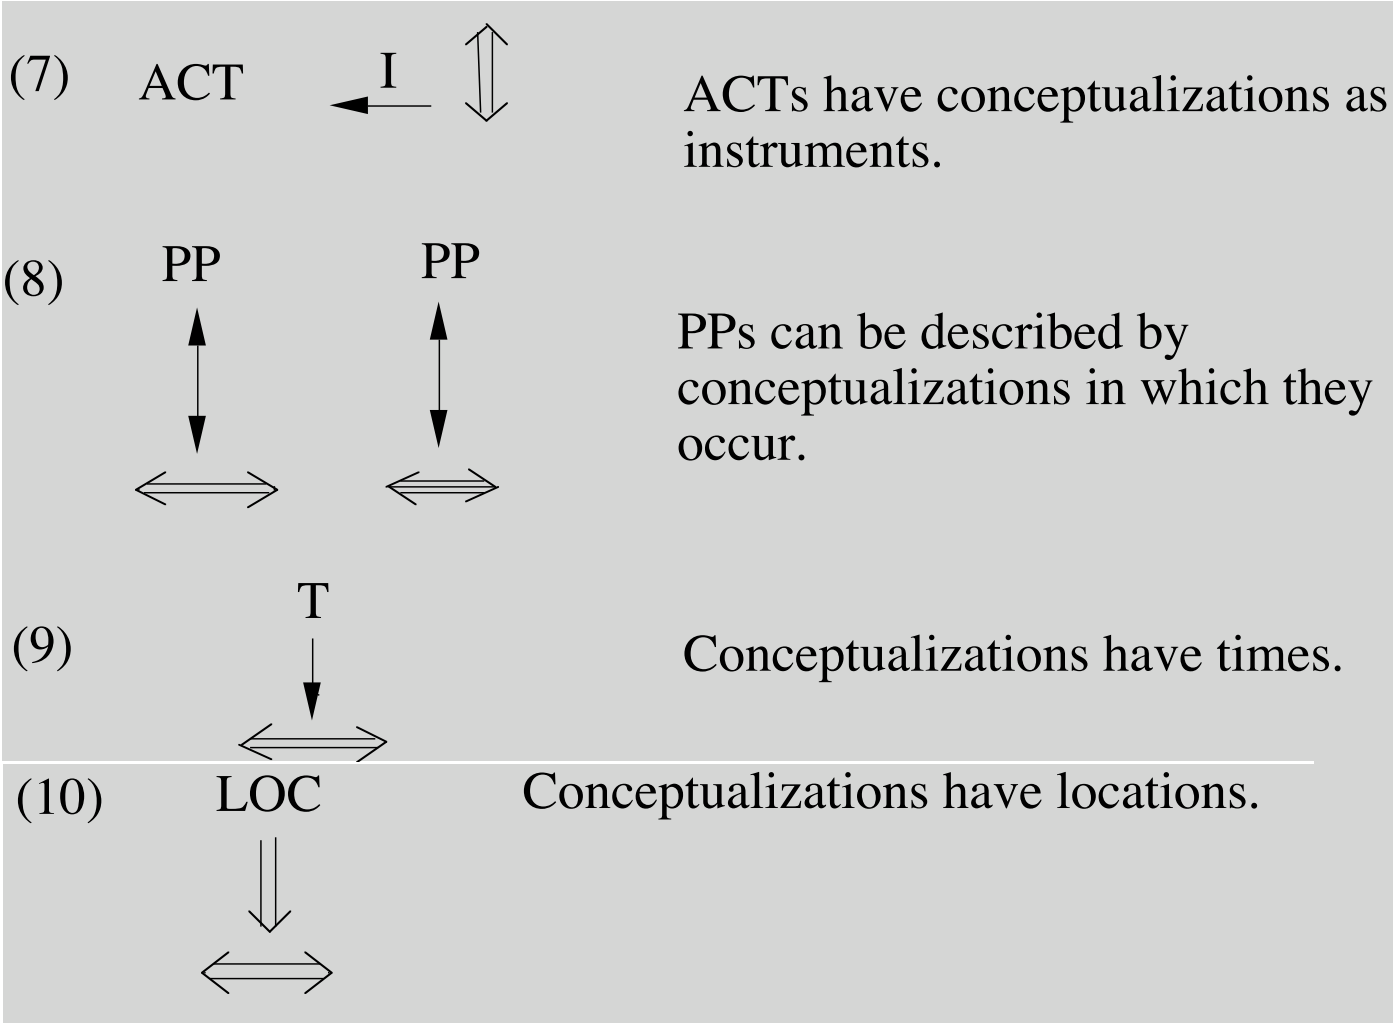 (7) ACT I ACTs have conceptualizations as
instruments.
(8) PP PP
PPs can be described by
conceptualizations in which they
occur.
T
(9) Conceptualizations have times.
(10) LOC Conceptualizations have locations.